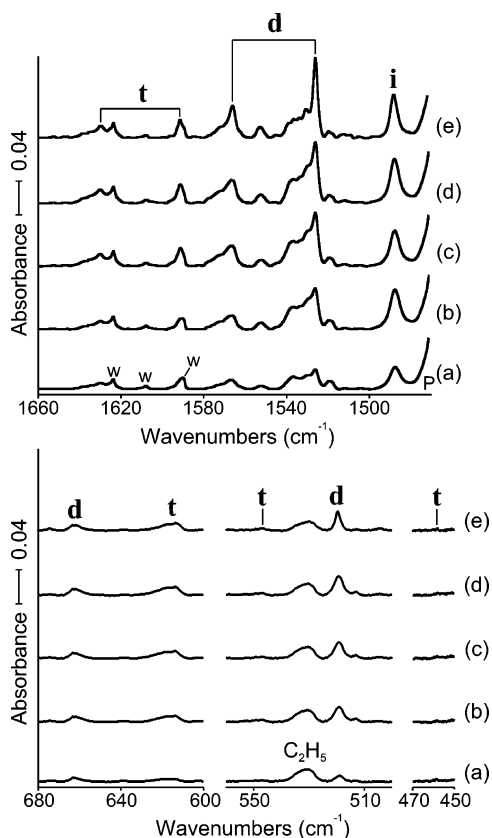 d
t
i
(e)
(d)
(c)
(b)
w w w
P (a)
Absorbance 0.04
1660 1620 1580 1540 1500
Wavenumbers (cm⁻¹)
d t t d t
(e)
(d)
(c)
(b)
C₂H₅
(a)
Absorbance 0.04
680 640 600 550 510 470 450
Wavenumbers (cm⁻¹)